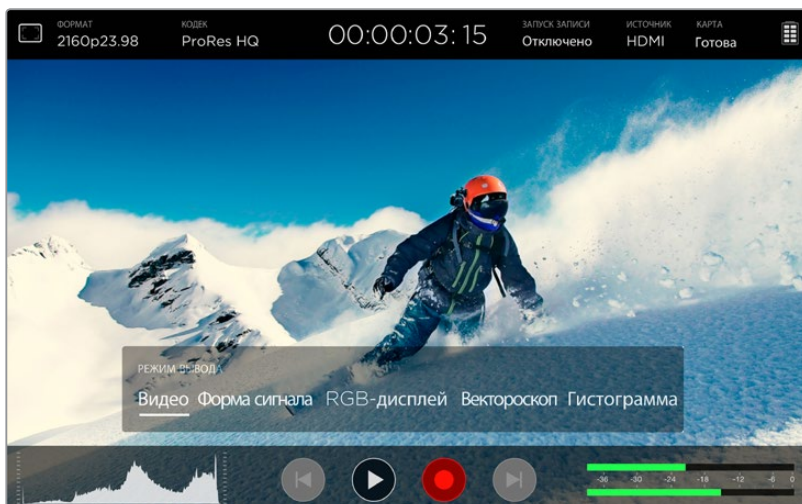 ФОРМАТ
2160p23.98
КОДЕК
ProRes HQ
00:00:03:15
ЗАПУСК ЗАПИСИ
Отключено
ИСТОЧНИК
HDMI
КАРТА
Готова
РЕЖИМ ВЫВОДА
Видео Форма сигнала RGB-дисплей Вектороскоп Гистограмма
-36 -30 -24 -18 -12 -6 0